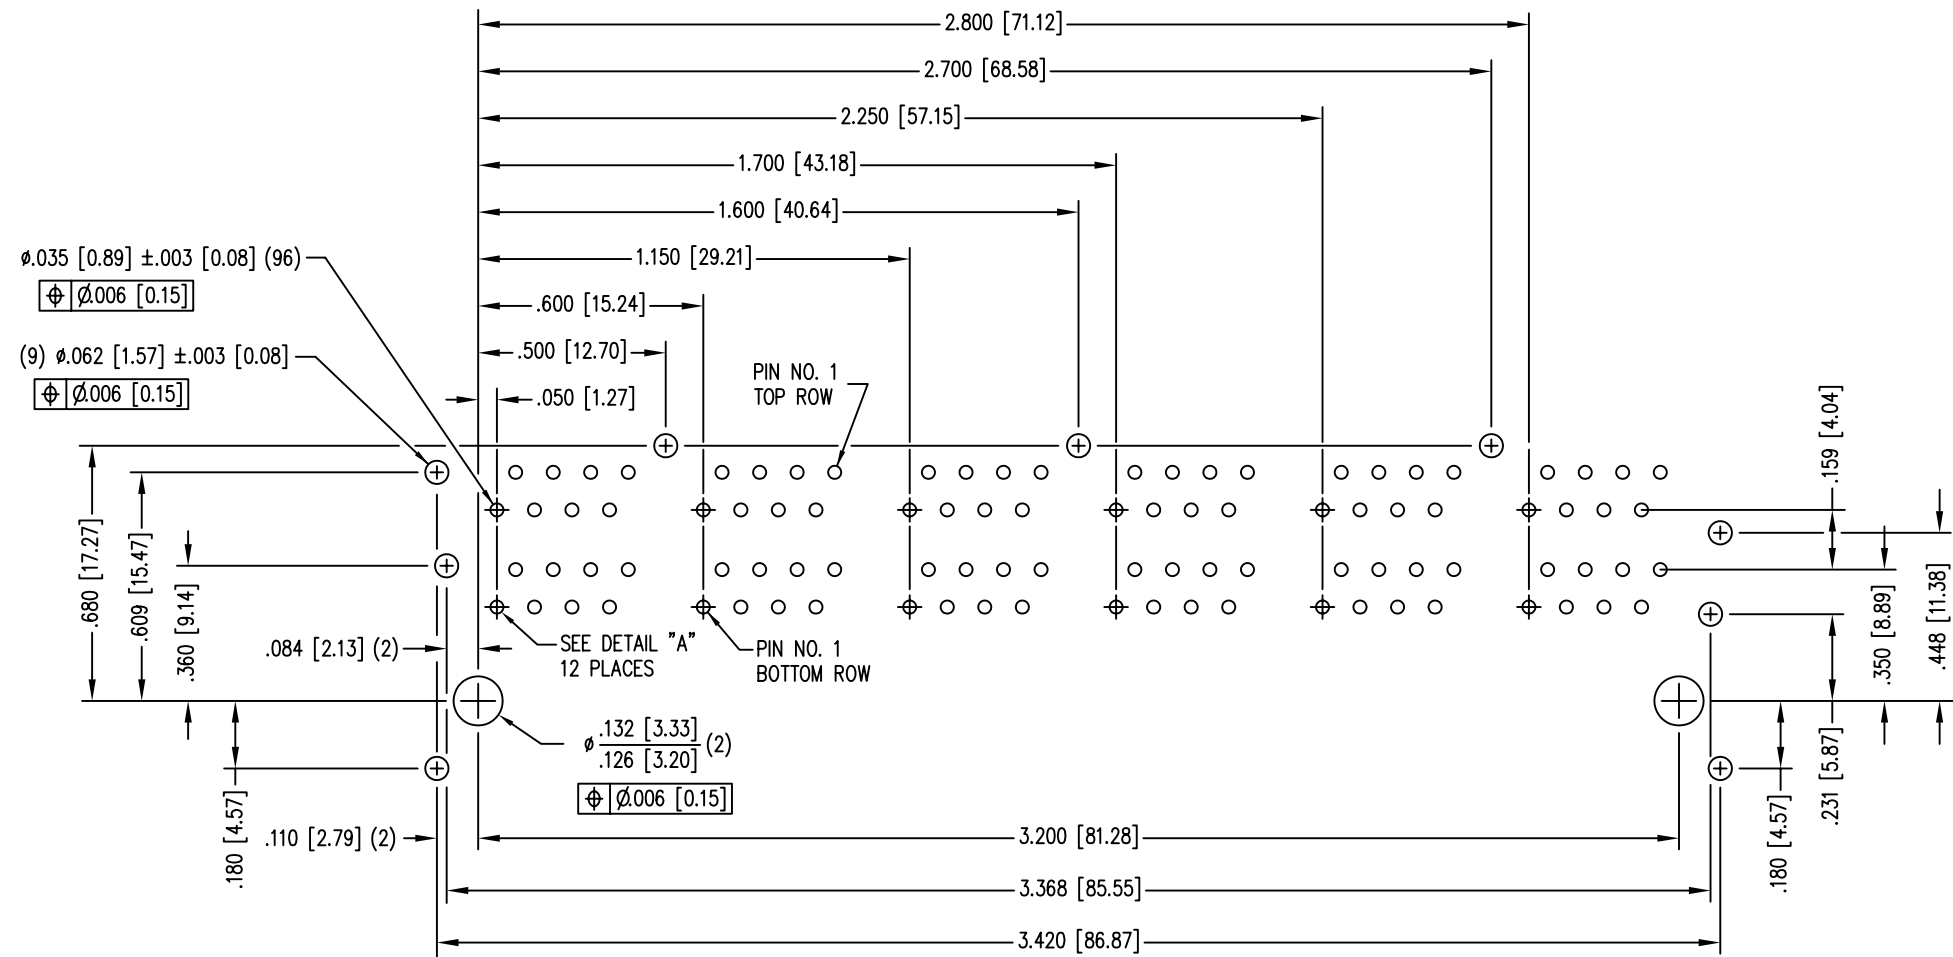 2.800 [71.12]
2.700 [68.58]
2.250 [57.15]
1.700 [43.18]
1.600 [40.64]
1.150 [29.21]
.600 [15.24]
.500 [12.70]
.050 [1.27]
ø.035 [0.89] ±.003 [0.08] (96)
⌖ Ø.006 [0.15]
(9) ø.062 [1.57] ±.003 [0.08]
⌖ Ø.006 [0.15]
PIN NO. 1
TOP ROW
.159 [4.04]
.680 [17.27]
.609 [15.47]
.360 [9.14]
.084 [2.13] (2)
SEE DETAIL "A"
12 PLACES
PIN NO. 1
BOTTOM ROW
.350 [8.89]
.448 [11.38]
ø .132 [3.33] (2)
.126 [3.20]
⌖ Ø.006 [0.15]
.231 [5.87]
.180 [4.57]
.180 [4.57]
.110 [2.79] (2)
3.200 [81.28]
3.368 [85.55]
3.420 [86.87]